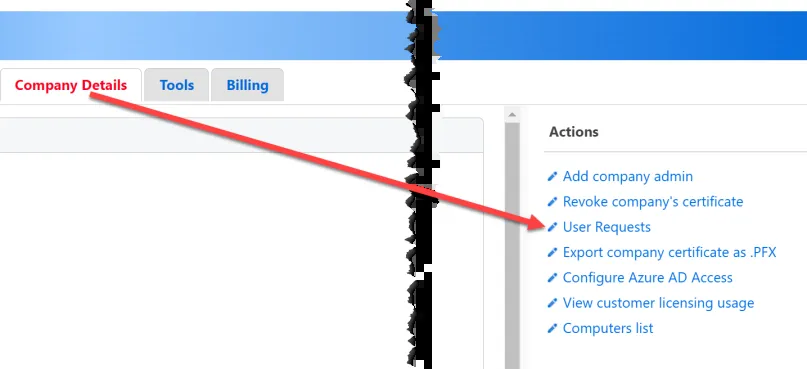 Company Details Tools Billing
Actions
Add company admin
Revoke company's certificate
User Requests
Export company certificate as .PFX
Configure Azure AD Access
View customer licensing usage
Computers list